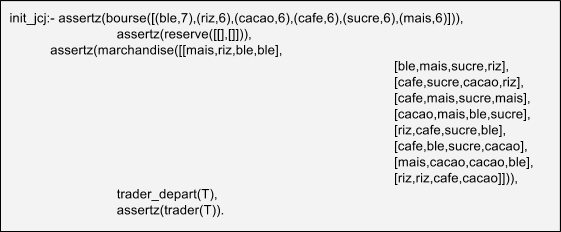 init_jcj:- assertz(bourse([(ble,7),(riz,6),(cacao,6),(cafe,6),(sucre,6),(mais,6)])),
assertz(reserve([[],[]])),
assertz(marchandise([[mais,riz,ble,ble],
[ble,mais,sucre,riz],
[cafe,sucre,cacao,riz],
[cafe,mais,sucre,mais],
[cacao,mais,ble,sucre],
[riz,cafe,sucre,ble],
[cafe,ble,sucre,cacao],
[mais,cacao,cacao,ble],
[riz,riz,cafe,cacao]])),
trader_depart(T),
assertz(trader(T)).